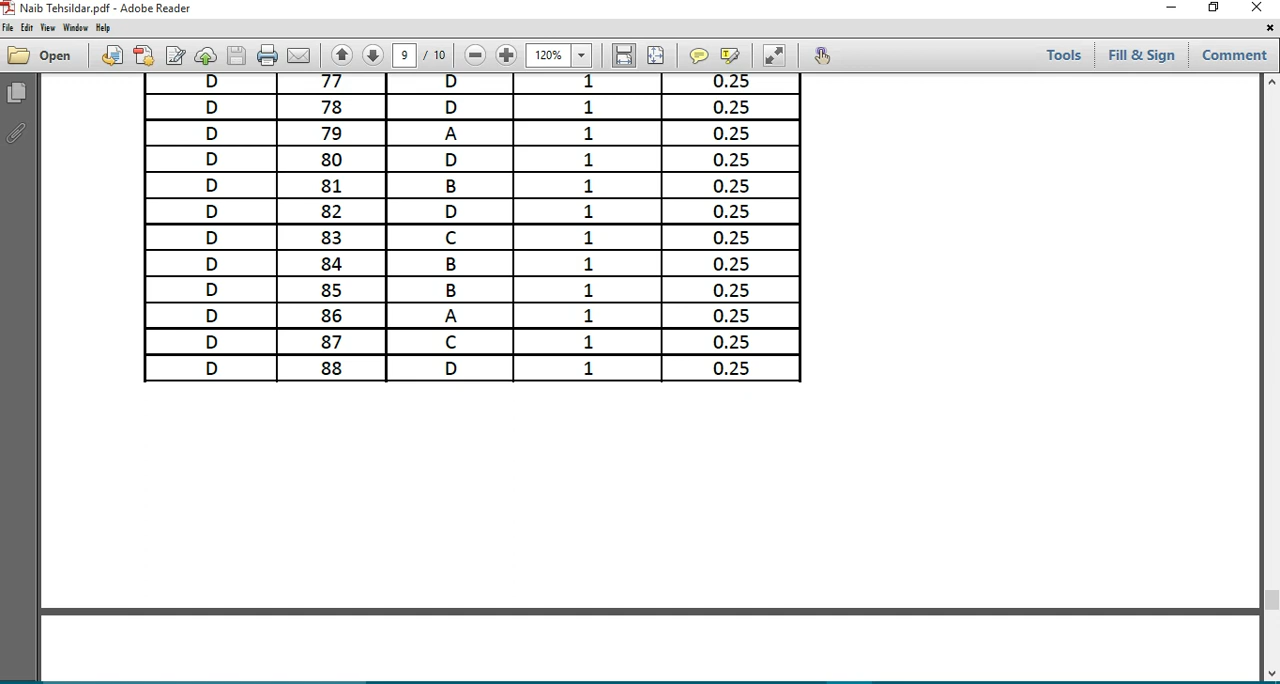 Naib Tehsildar.pdf - Adobe Reader
File Edit View Window Help
Open 9 / 10 120% Tools Fill & Sign Comment
D 77 D 1 0.25
D 78 D 1 0.25
D 79 A 1 0.25
D 80 D 1 0.25
D 81 B 1 0.25
D 82 D 1 0.25
D 83 C 1 0.25
D 84 B 1 0.25
D 85 B 1 0.25
D 86 A 1 0.25
D 87 C 1 0.25
D 88 D 1 0.25